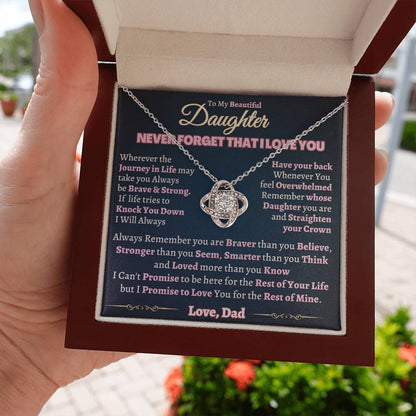 To My Beautiful
Daughter
NEVER FORGET THAT I LOVE YOU
Wherever the
Journey in Life may
take you Always
be Brave & Strong.
If life tries to
Knock You Down
I Will Always
Have your back
Whenever You
feel Overwhelmed
Remember whose
Daughter you are
and Straighten
your Crown
Always Remember you are Braver than you Believe,
Stronger than you Seem, Smarter than you Think
and Loved more than you Know
I Can't Promise to be here for the Rest of Your Life
but I Promise to Love You for the Rest of Mine.
Love, Dad